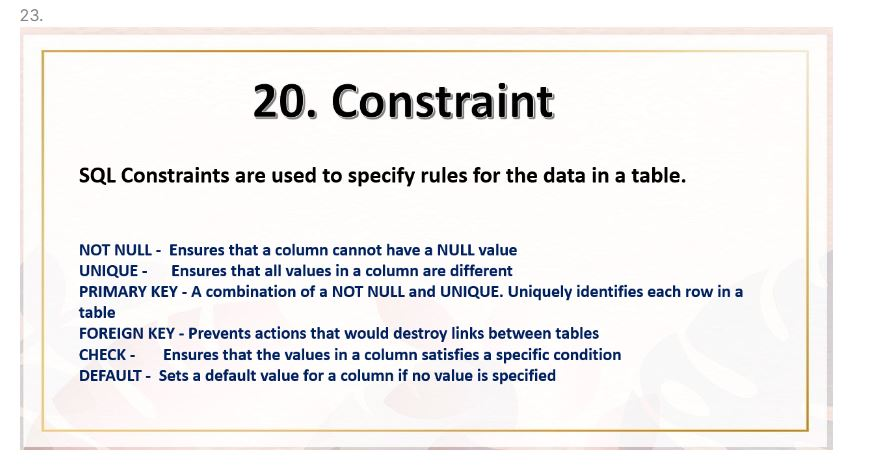 23.
20. Constraint
SQL Constraints are used to specify rules for the data in a table.
NOT NULL - Ensures that a column cannot have a NULL value
UNIQUE - Ensures that all values in a column are different
PRIMARY KEY - A combination of a NOT NULL and UNIQUE. Uniquely identifies each row in a
table
FOREIGN KEY - Prevents actions that would destroy links between tables
CHECK - Ensures that the values in a column satisfies a specific condition
DEFAULT - Sets a default value for a column if no value is specified